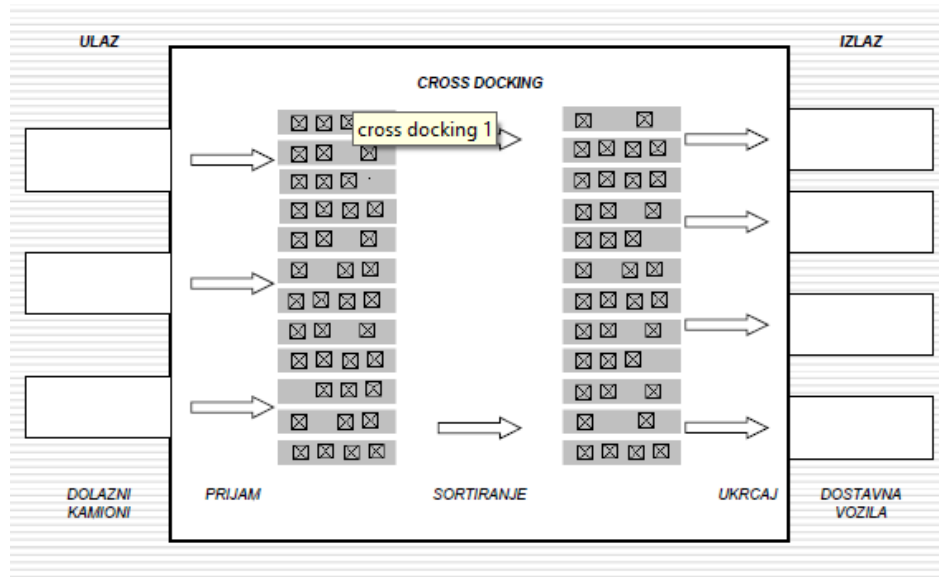 ULAZ
IZLAZ
CROSS DOCKING
cross docking 1
DOLAZNI
KAMIONI
PRIJAM
SORTIRANJE
UKRCAJ
DOSTAVNA
VOZILA